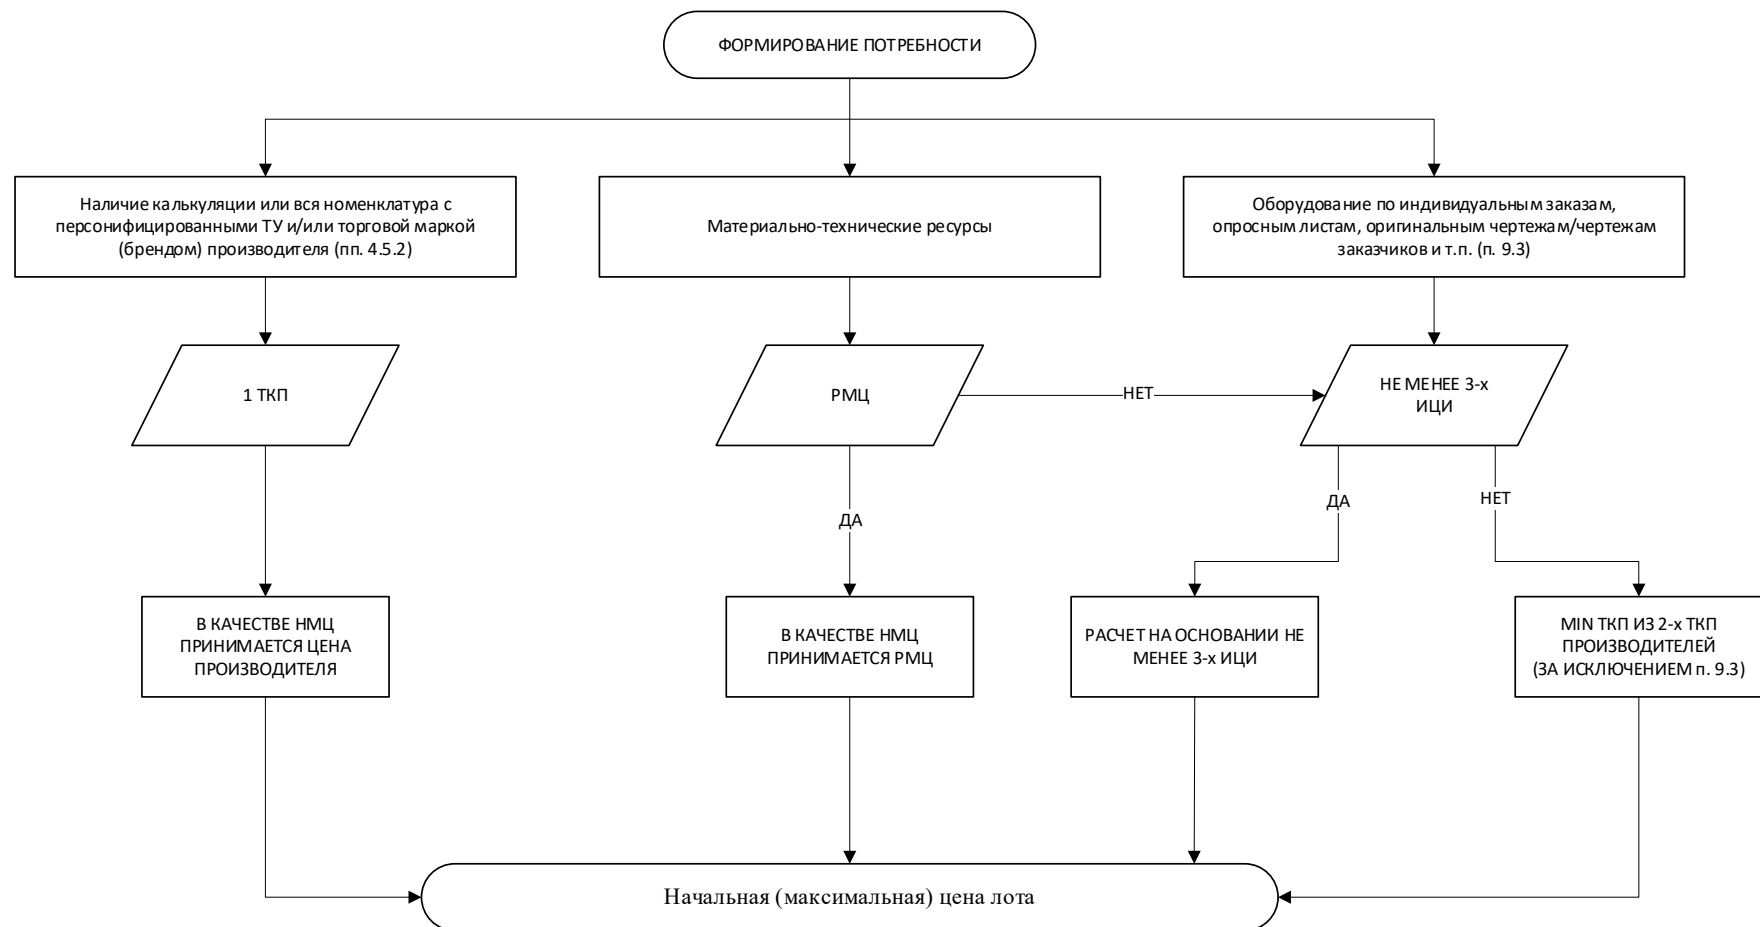 ФОРМИРОВАНИЕ ПОТРЕБНОСТИ
Наличие калькуляции или вся номенклатура с
персонифицированными ТУ и/или торговой маркой
(брендом) производителя (пп. 4.5.2)
Материально-технические ресурсы
Оборудование по индивидуальным заказам,
опросным листам, оригинальным чертежам/чертежам
заказчиков и т.п. (п. 9.3)
1 ТКП
РМЦ
НЕТ
НЕ МЕНЕЕ 3-х
ИЦИ
ДА
ДА
НЕТ
В КАЧЕСТВЕ НМЦ
ПРИНИМАЕТСЯ ЦЕНА
ПРОИЗВОДИТЕЛЯ
В КАЧЕСТВЕ НМЦ
ПРИНИМАЕТСЯ РМЦ
РАСЧЕТ НА ОСНОВАНИИ НЕ
МЕНЕЕ 3-х ИЦИ
MIN ТКП ИЗ 2-х ТКП
ПРОИЗВОДИТЕЛЕЙ
(ЗА ИСКЛЮЧЕНИЕМ п. 9.3)
Начальная (максимальная) цена лота